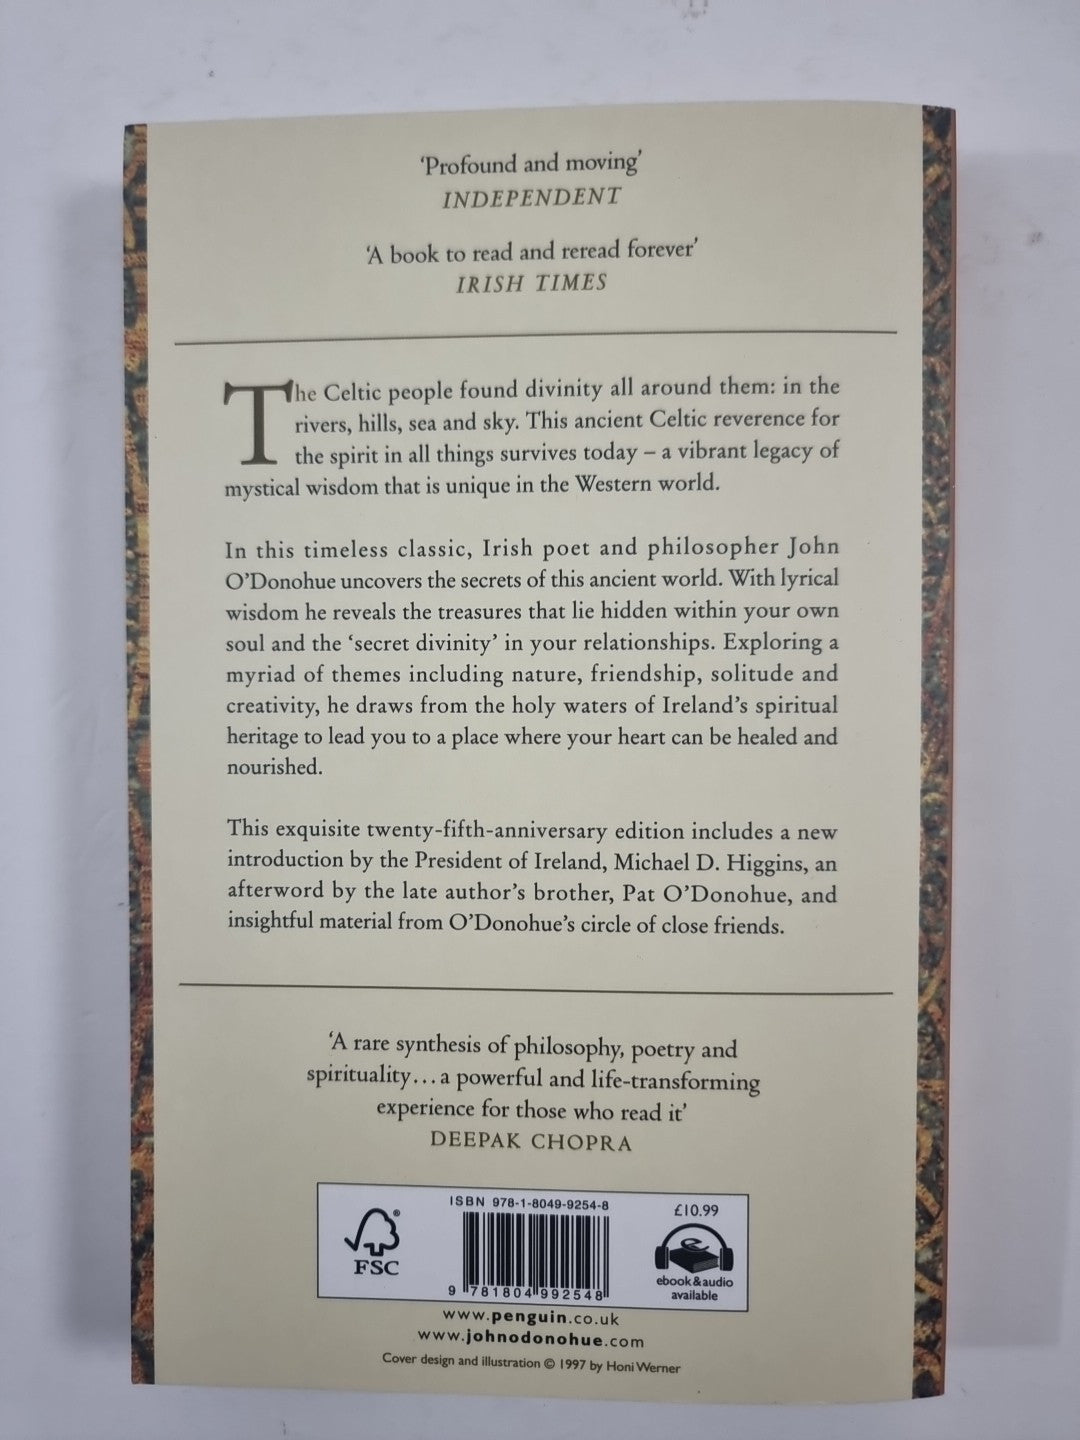 ‘Profound and moving’
INDEPENDENT
‘A book to read and reread forever’
IRISH TIMES
The Celtic people found divinity all around them: in the
rivers, hills, sea and sky. This ancient Celtic reverence for
the spirit in all things survives today – a vibrant legacy of
mystical wisdom that is unique in the Western world.
In this timeless classic, Irish poet and philosopher John
O’Donohue uncovers the secrets of this ancient world. With lyrical
wisdom he reveals the treasures that lie hidden within your own
soul and the ‘secret divinity’ in your relationships. Exploring a
myriad of themes including nature, friendship, solitude and
creativity, he draws from the holy waters of Ireland’s spiritual
heritage to lead you to a place where your heart can be healed and
nourished.
This exquisite twenty-fifth-anniversary edition includes a new
introduction by the President of Ireland, Michael D. Higgins, an
afterword by the late author’s brother, Pat O’Donohue, and
insightful material from O’Donohue’s circle of close friends.
‘A rare synthesis of philosophy, poetry and
spirituality…a powerful and life-transforming
experience for those who read it’
DEEPAK CHOPRA
FSC®
ISBN 978-1-8049-9254-8
9 781804 992548
£10.99
e
ebook & audio
available
www.penguin.co.uk
www.johnodonohue.com
Cover design and illustration © 1997 by Honi Werner